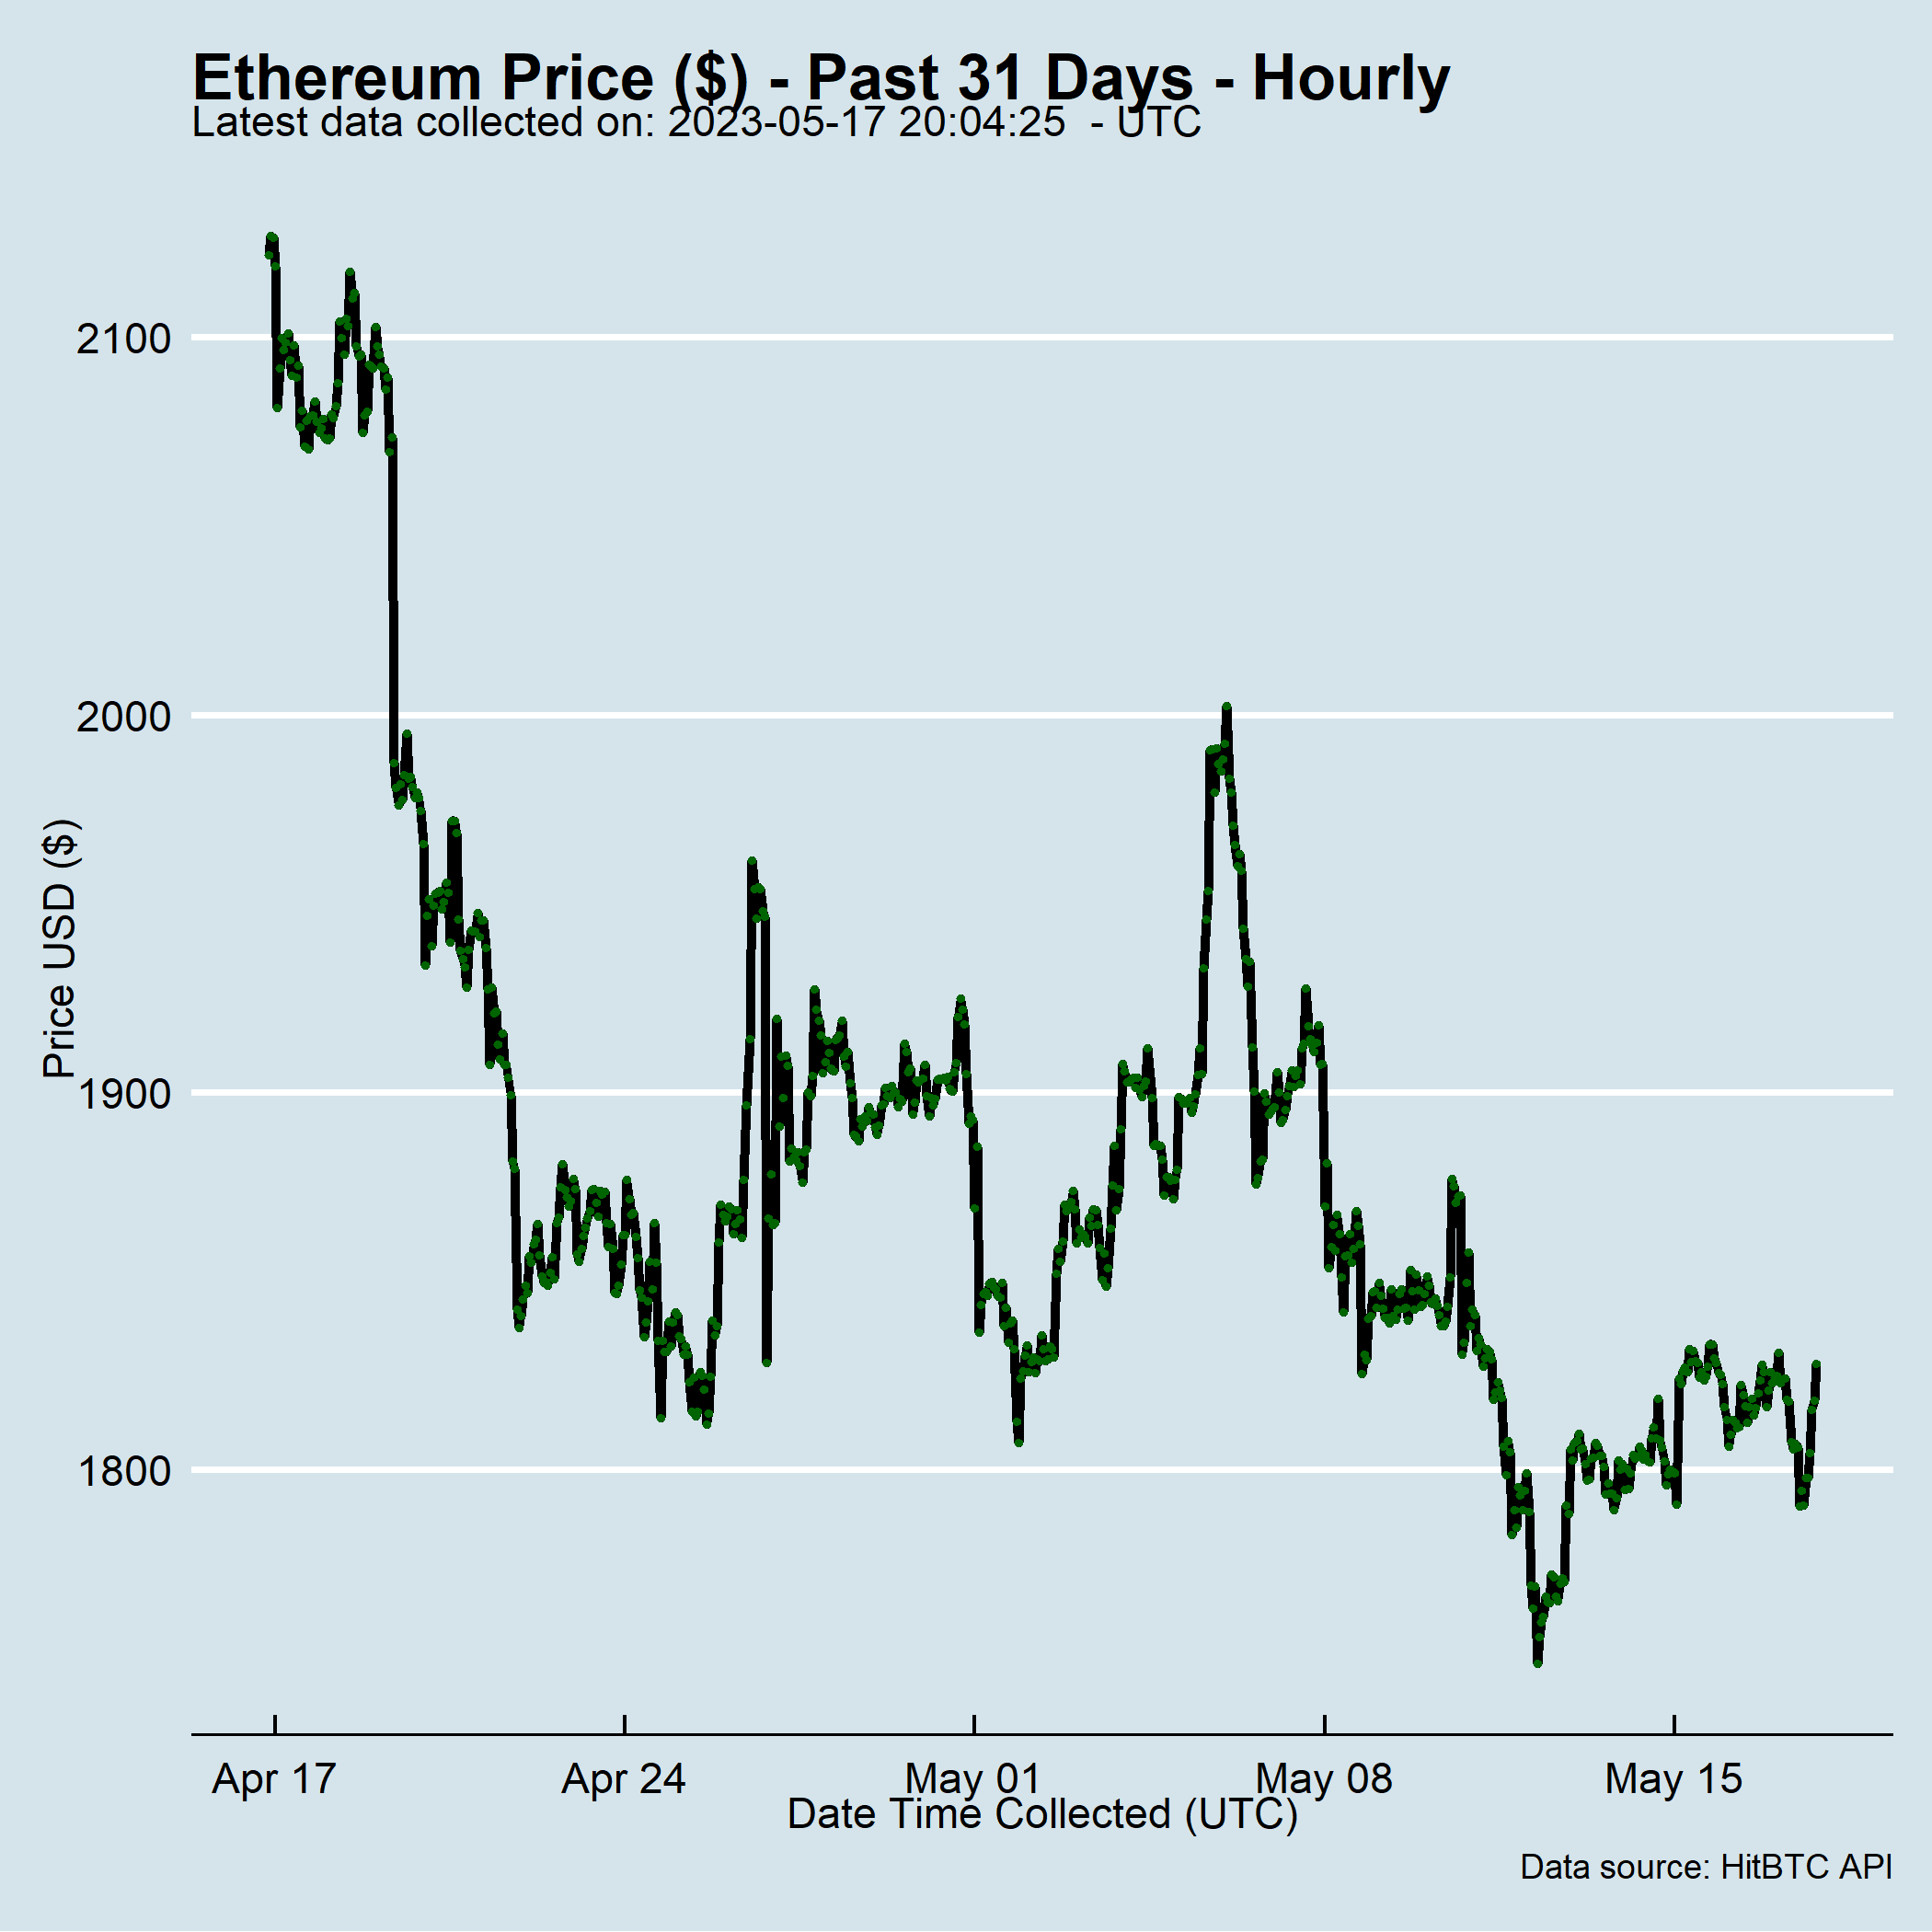 Ethereum Price ($) - Past 31 Days - Hourly
Latest data collected on: 2023-05-17 20:04:25  - UTC
2100
2000
1900
1800
Price USD ($)
Apr 17
Apr 24
May 01
May 08
May 15
Date Time Collected (UTC)
Data source: HitBTC API